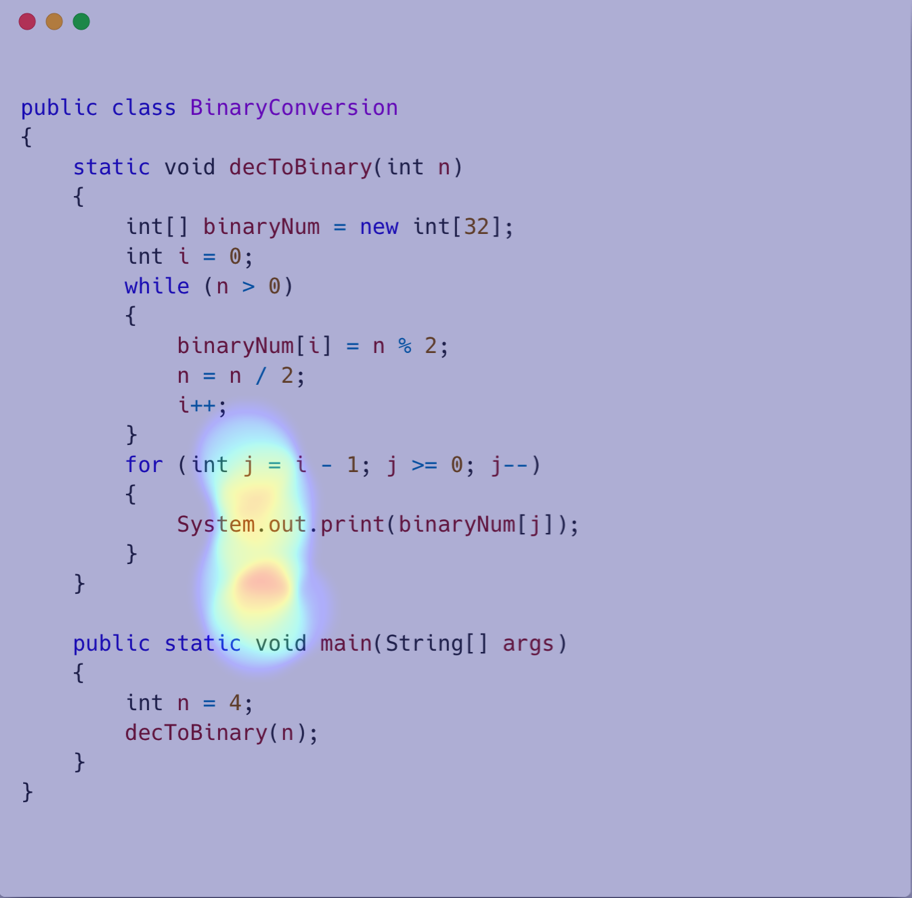 public class BinaryConversion
{
    static void decToBinary(int n)
    {
        int[] binaryNum = new int[32];
        int i = 0;
        while (n > 0)
        {
            binaryNum[i] = n % 2;
            n = n / 2;
            i++;
        }
        for (int j = i - 1; j >= 0; j--)
        {
            System.out.print(binaryNum[j]);
        }
    }

    public static void main(String[] args)
    {
        int n = 4;
        decToBinary(n);
    }
}